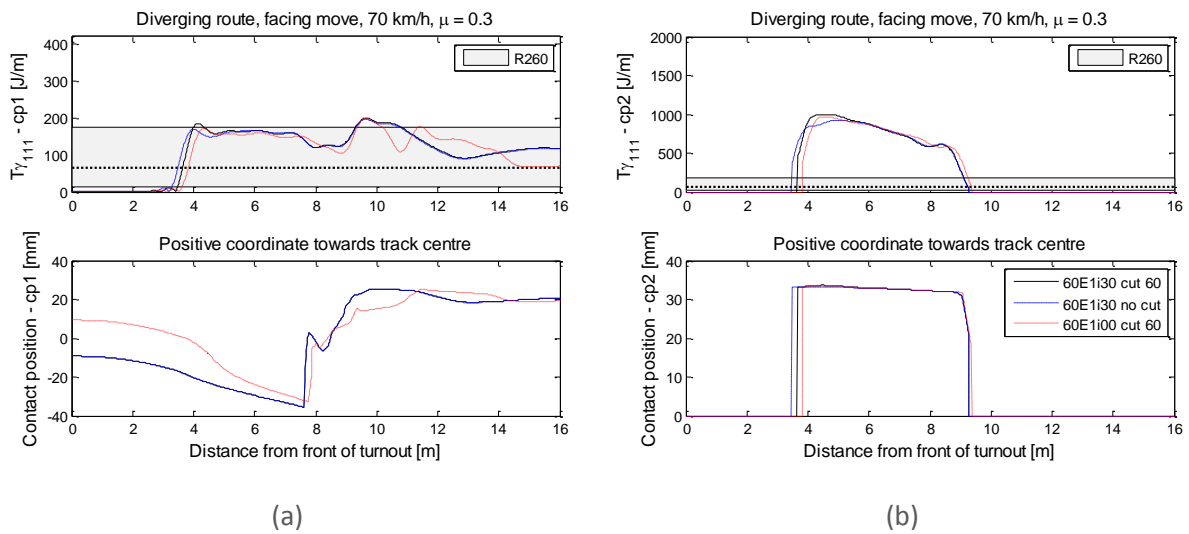 Diverging route, facing move, 70 km/h, μ = 0.3
Tγ111 - cp1 [J/m]
400
300
200
100
0
R260
0 2 4 6 8 10 12 14 16
Positive coordinate towards track centre
Contact position - cp1 [mm]
40
20
0
-20
-40
0 2 4 6 8 10 12 14 16
Distance from front of turnout [m]
(a)
Diverging route, facing move, 70 km/h, μ = 0.3
Tγ111 - cp2 [J/m]
2000
1500
1000
500
0
R260
0 2 4 6 8 10 12 14 16
Positive coordinate towards track centre
Contact position - cp2 [mm]
40
30
20
10
0
60E1i30 cut 60
60E1i30 no cut
60E1i00 cut 60
0 2 4 6 8 10 12 14 16
Distance from front of turnout [m]
(b)